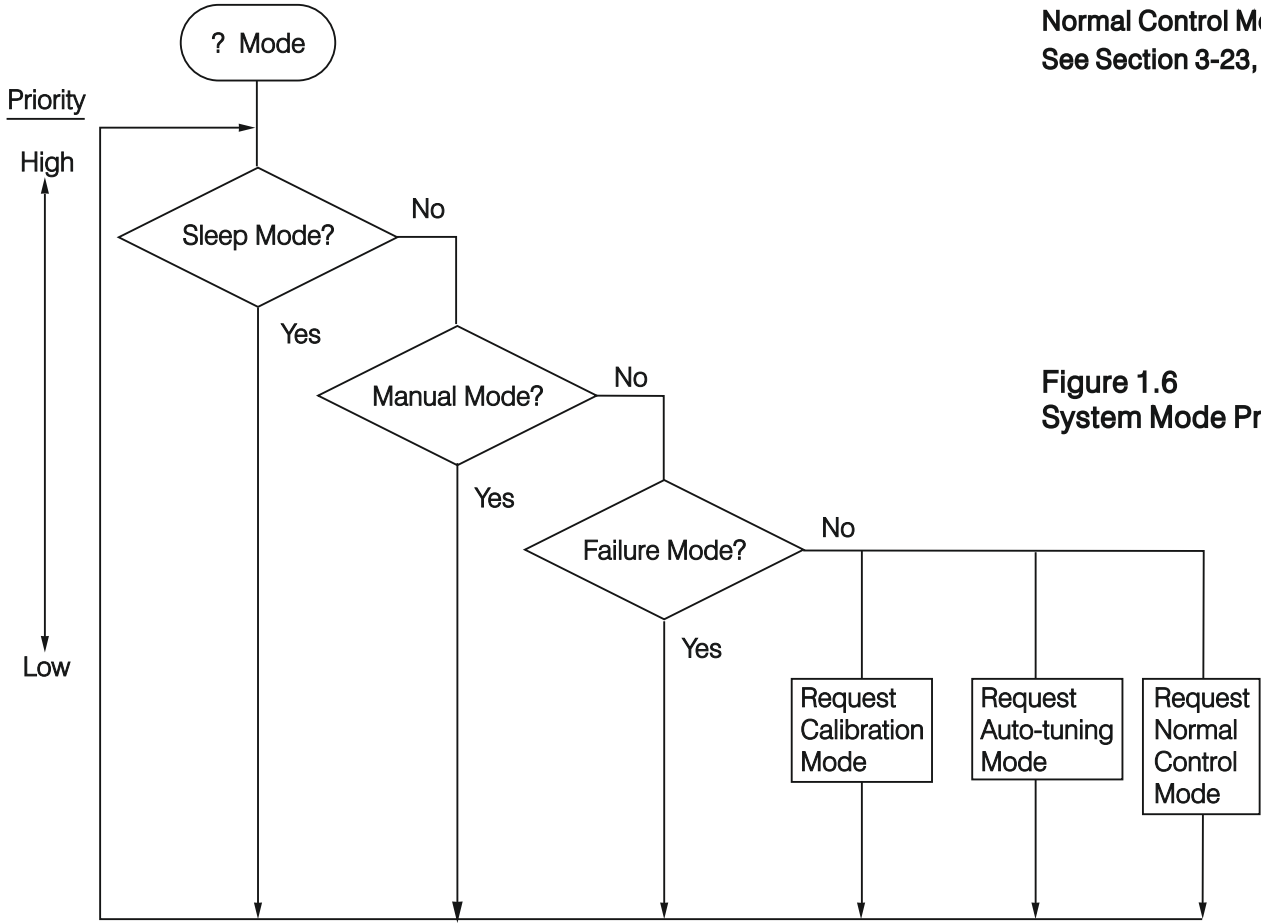 ? Mode
Normal Control
See Section 3-23,
Priority
High
No
Sleep Mode?
Yes
No
Manual Mode?
Figure 1.6
System Mode
Yes
No
Failure Mode?
Yes
Low
Request
Calibration
Mode
Request
Auto-tuning
Mode
Request
Normal
Control
Mode